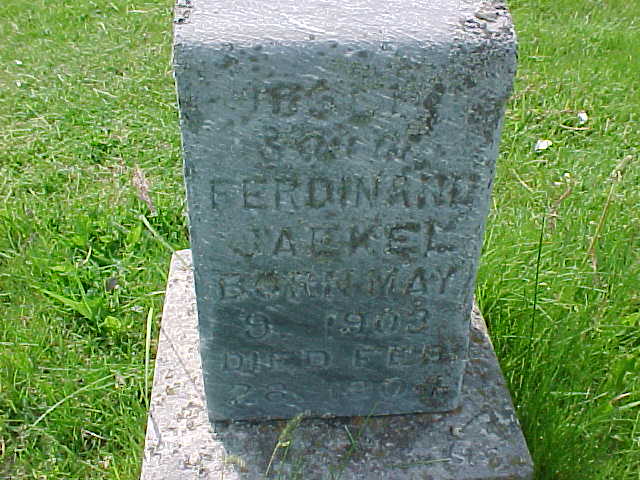 SON OF
FERDINAND
JAEKEL
BORN MAY
9 1903
DIED FEB
28